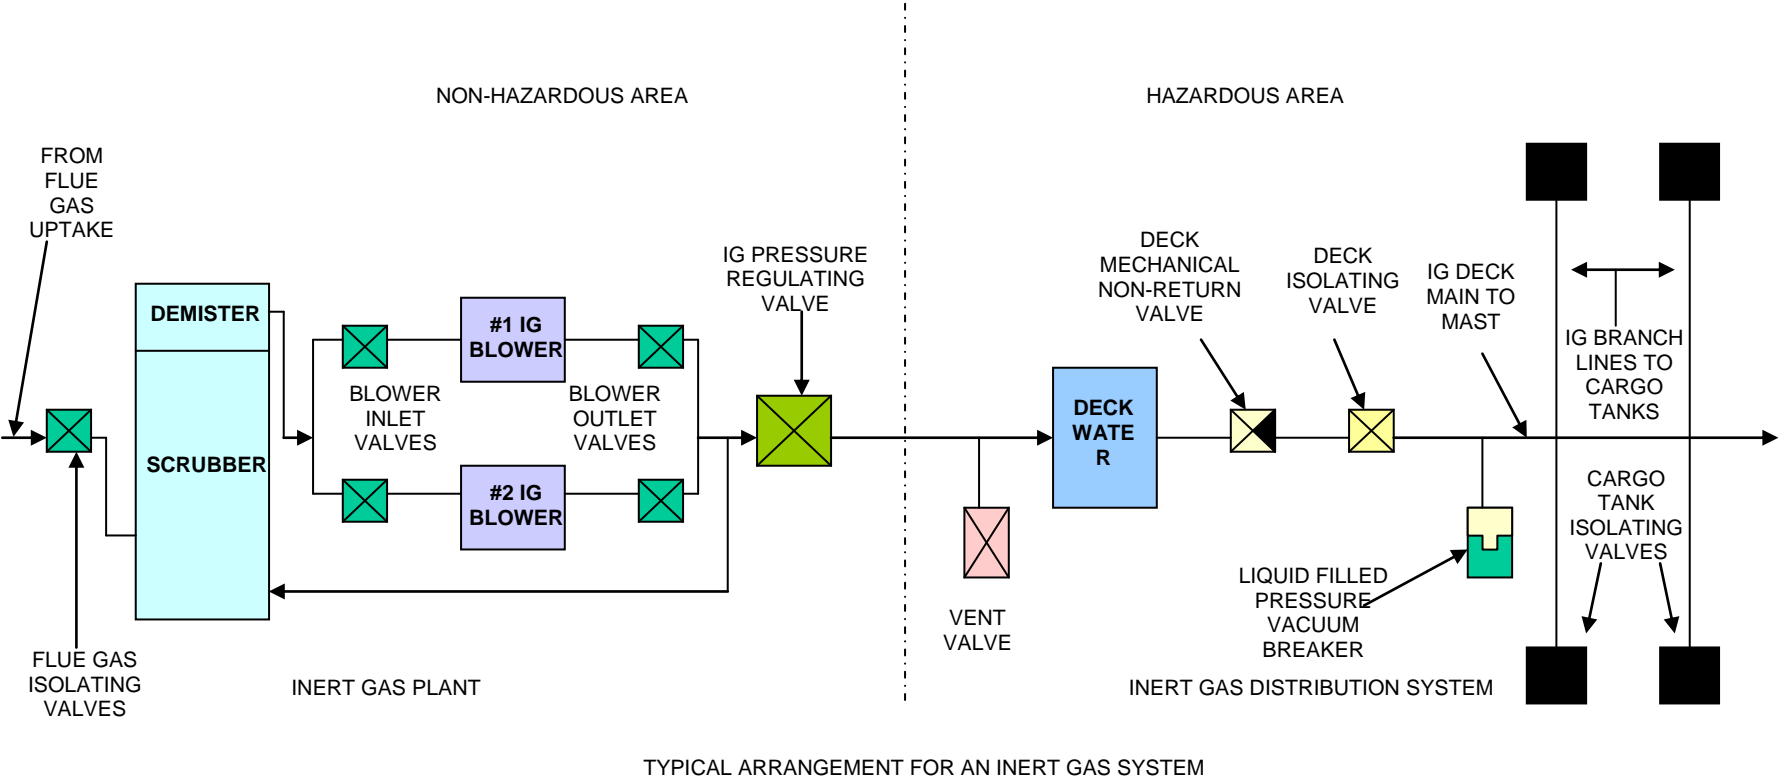 NON-HAZARDOUS AREA
HAZARDOUS AREA
FROM
FLUE
GAS
UPTAKE
DEMISTER
SCRUBBER
FLUE GAS
ISOLATING
VALVES
#1 IG
BLOWER
BLOWER
INLET
VALVES
BLOWER
OUTLET
VALVES
#2 IG
BLOWER
INERT GAS PLANT
IG PRESSURE
REGULATING
VALVE
VENT
VALVE
DECK
WATE
R
DECK
MECHANICAL
NON-RETURN
VALVE
DECK
ISOLATING
VALVE
IG DECK
MAIN TO
MAST
IG BRANCH
LINES TO
CARGO
TANKS
CARGO
TANK
ISOLATING
VALVES
LIQUID FILLED
PRESSURE
VACUUM
BREAKER
INERT GAS DISTRIBUTION SYSTEM
TYPICAL ARRANGEMENT FOR AN INERT GAS SYSTEM